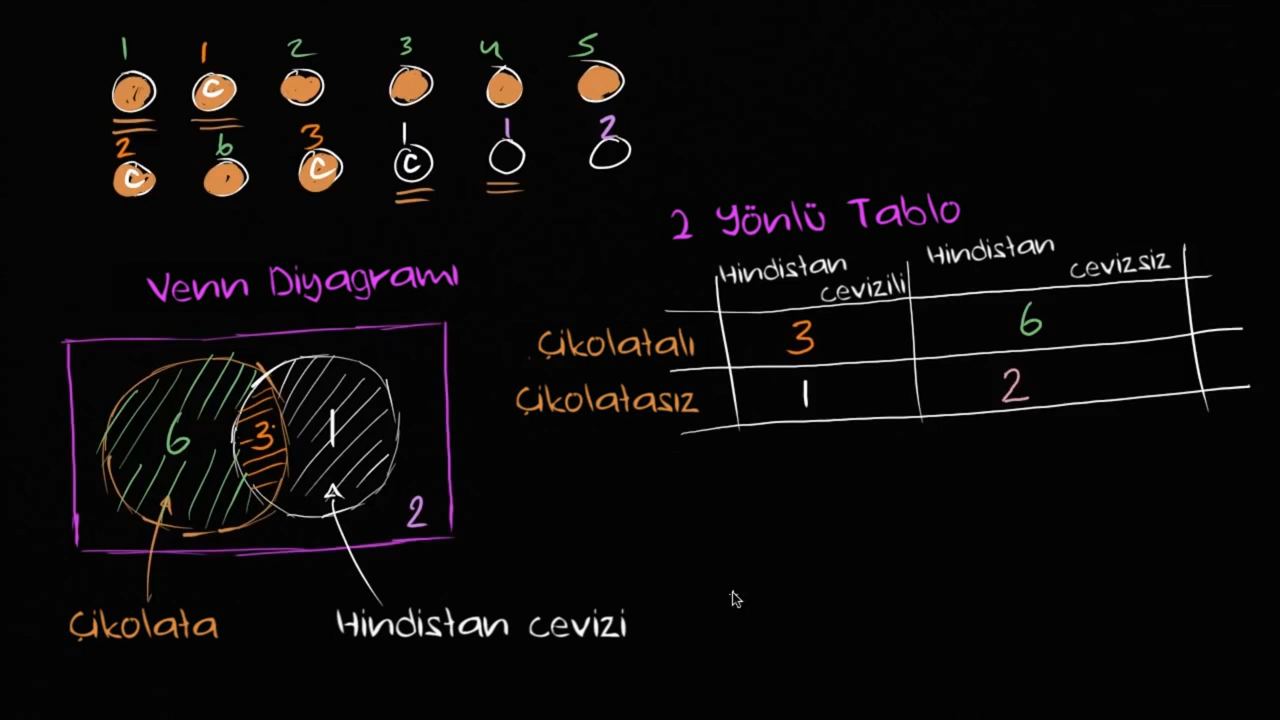 1 1 2 3 4 5
C
2 6 3 1 1 2
C C C
2 Yönlü Tablo
Hindistan cevizili Hindistan cevizsiz
Çikolatalı 3 6
Çikolatasız 1 2
Venn Diyagramı
6 3 1
2
Çikolata Hindistan cevizi